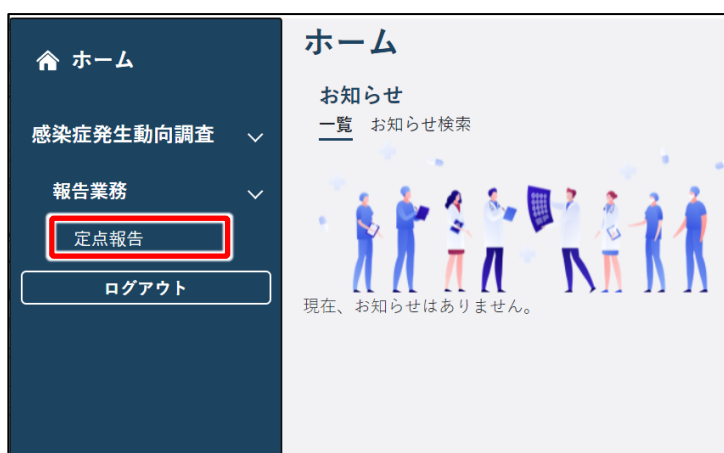 ホーム
感染症発生動向調査
報告業務
定点報告
ログアウト
ホーム
お知らせ
一覧 お知らせ検索
現在、お知らせはありません。